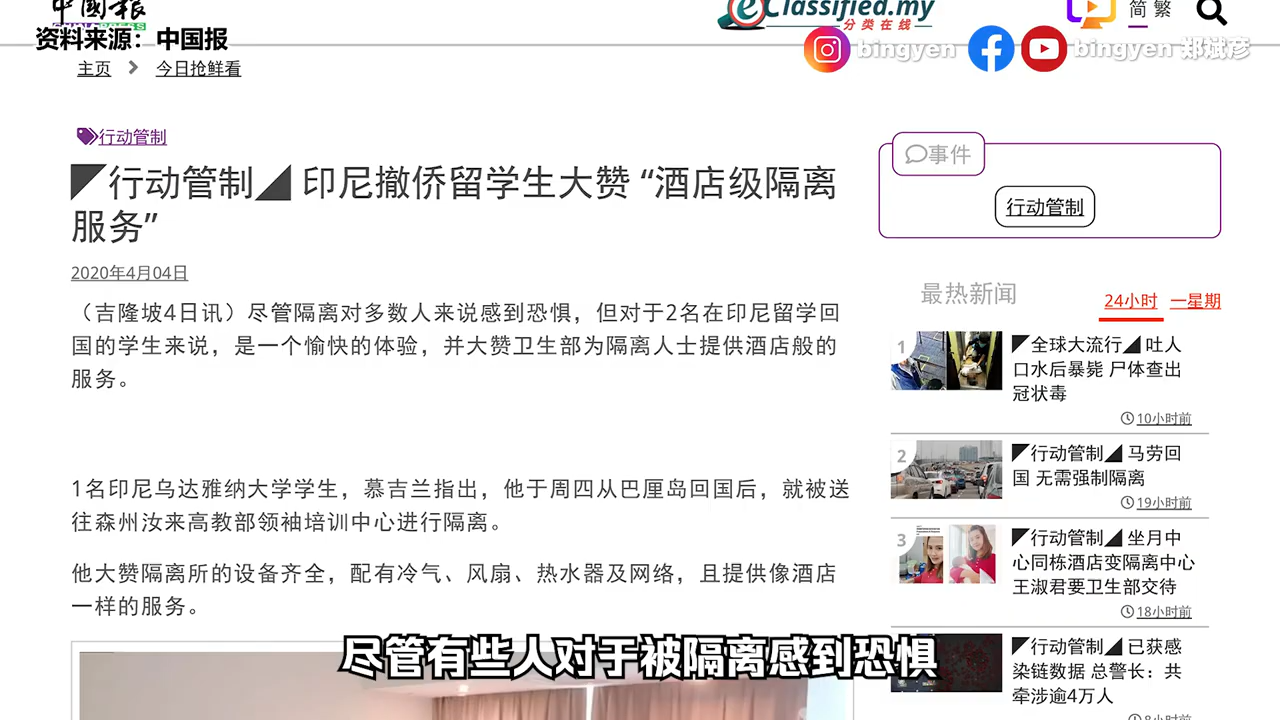 中國報
CHINA PRESS
资料来源：中国报
eClassified.my
分类在线
简 繁
bingyen
bingyen 郑斌彦
主页 > 今日抢鲜看
行动管制
◤行动管制◢ 印尼撤侨留学生大赞 “酒店级隔离
服务”
2020年4月04日
（吉隆坡4日讯）尽管隔离对多数人来说感到恐惧，但对于2名在印尼留学回
国的学生来说，是一个愉快的体验，并大赞卫生部为隔离人士提供酒店般的
服务。
1名印尼乌达雅纳大学学生，慕吉兰指出，他于周四从巴厘岛回国后，就被送
往森州汝来高教部领袖培训中心进行隔离。
他大赞隔离所的设备齐全，配有冷气、风扇、热水器及网络，且提供像酒店
一样的服务。
事件
行动管制
最热新闻
24小时 一星期
1
◤全球大流行◢ 吐人
口水后暴毙 尸体查出
冠状毒
10小时前
2
◤行动管制◢ 马劳回
国 无需强制隔离
19小时前
3
◤行动管制◢ 坐月中
心同栋酒店变隔离中心
王淑君要卫生部交待
18小时前
◤行动管制◢ 已获感
染链数据 总警长：共
牵涉逾4万人
8小时前
尽管有些人对于被隔离感到恐惧